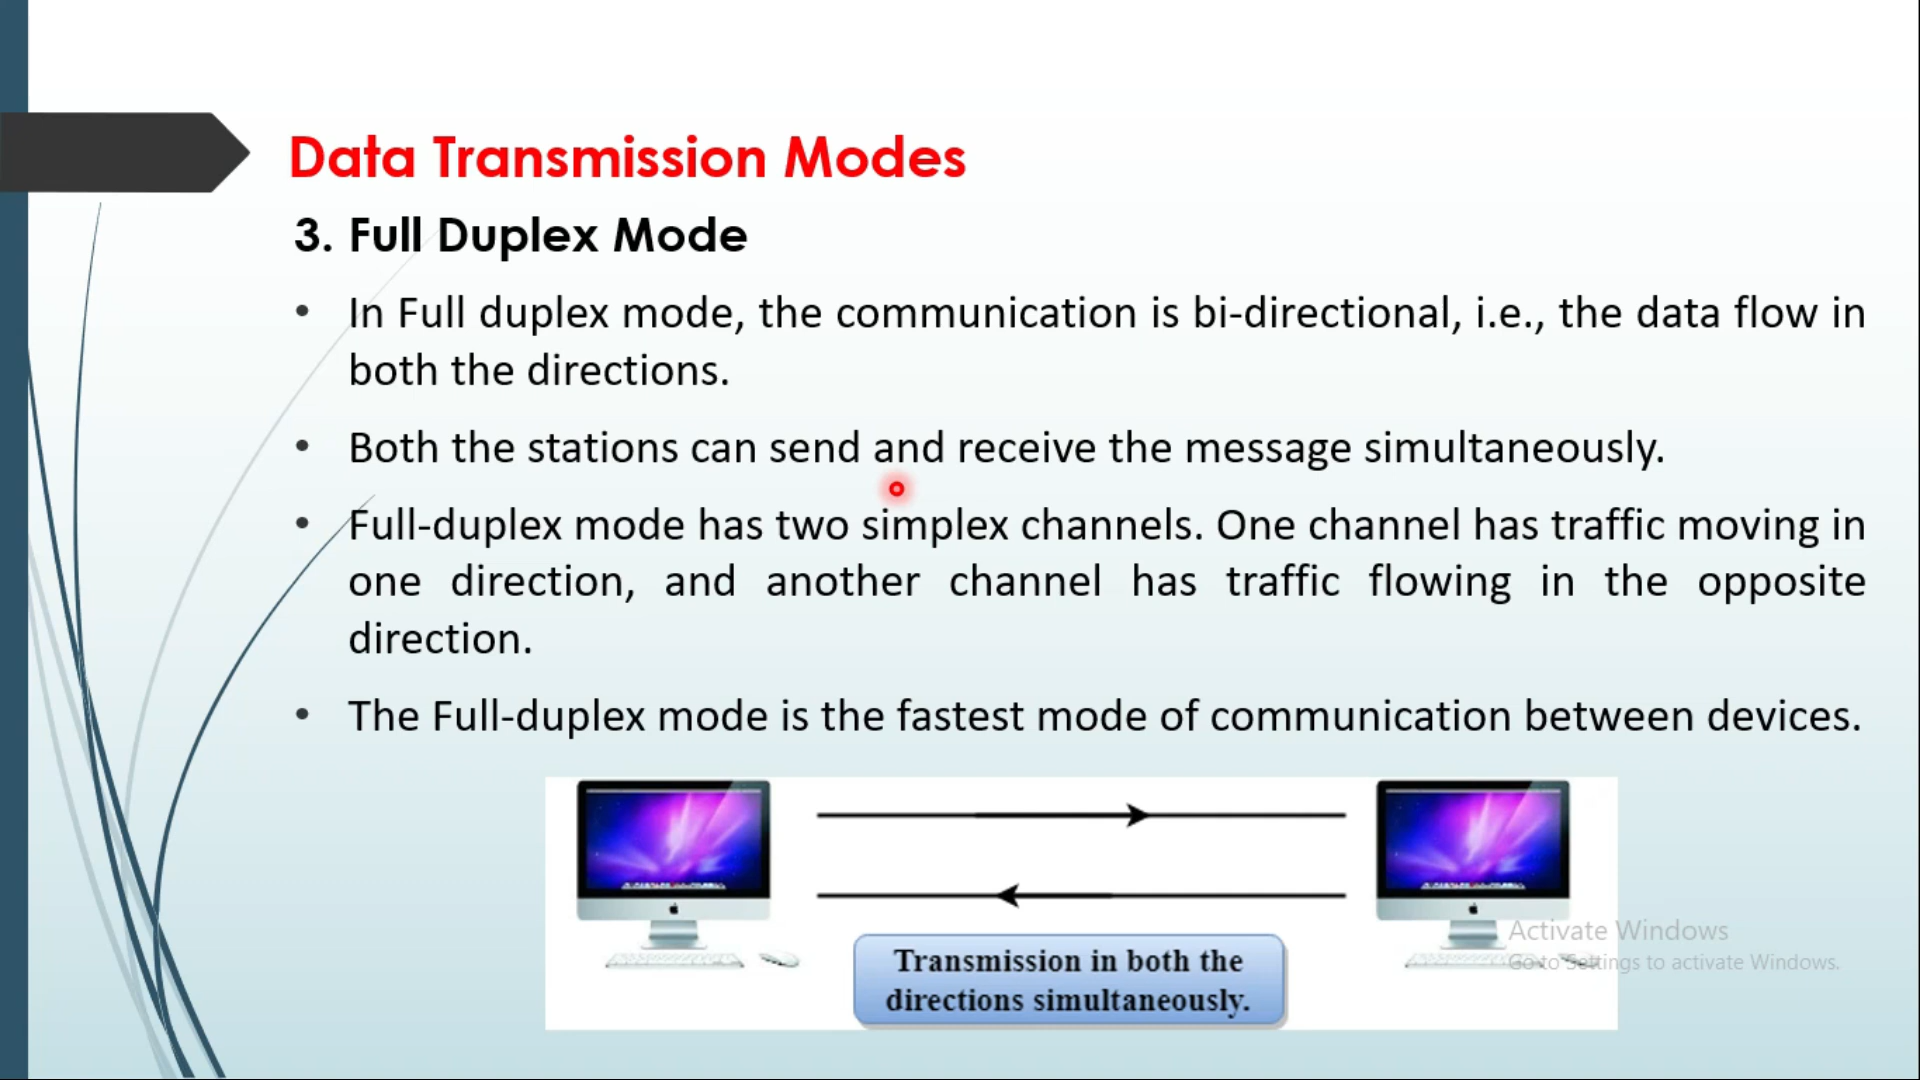 Data Transmission Modes
3. Full Duplex Mode
• In Full duplex mode, the communication is bi-directional, i.e., the data flow in
both the directions.
• Both the stations can send and receive the message simultaneously.
• Full-duplex mode has two simplex channels. One channel has traffic moving in
one direction, and another channel has traffic flowing in the opposite
direction.
• The Full-duplex mode is the fastest mode of communication between devices.
Transmission in both the
directions simultaneously.
Activate Windows
Go to Settings to activate Windows.